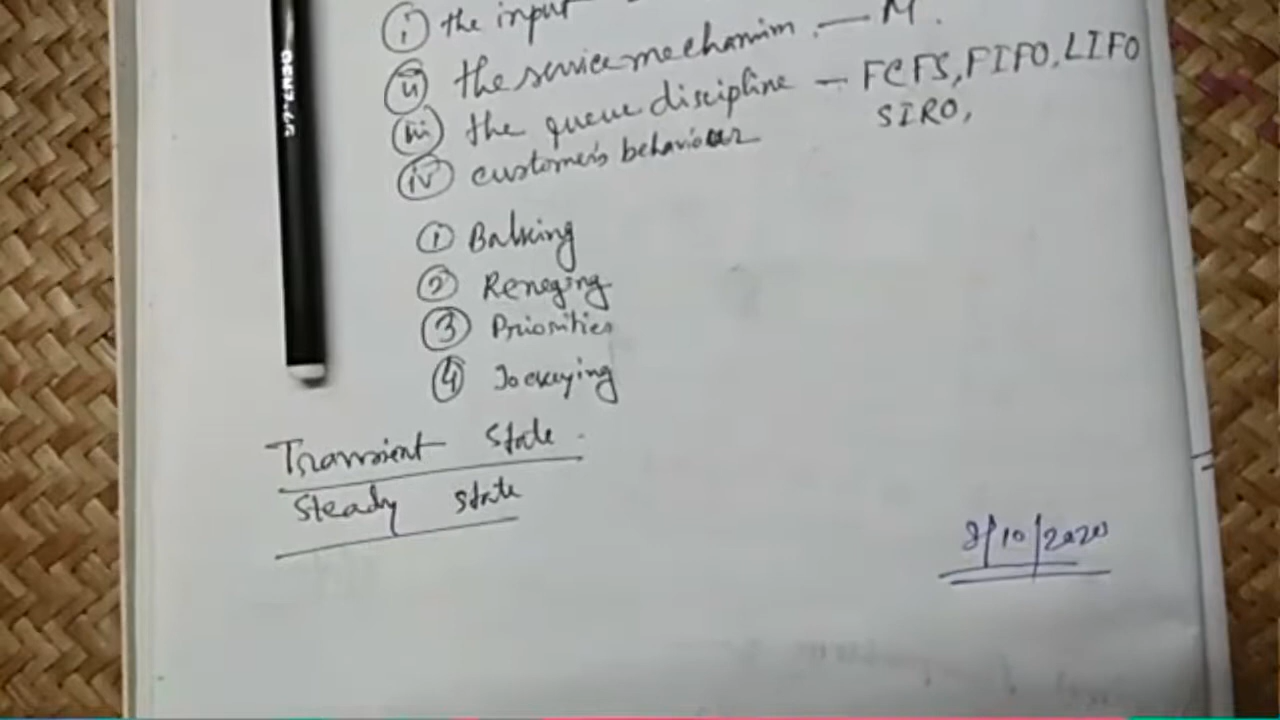 (i) the input
(ii) the service mechanism. — M.
(iii) the queue discipline — FCFS, FIFO, LIFO
SIRO,
(iv) customer's behaviour
① Balking
② Reneging
③ Priorities
④ Jockeying
Transient state.
Steady state
8/10/2020